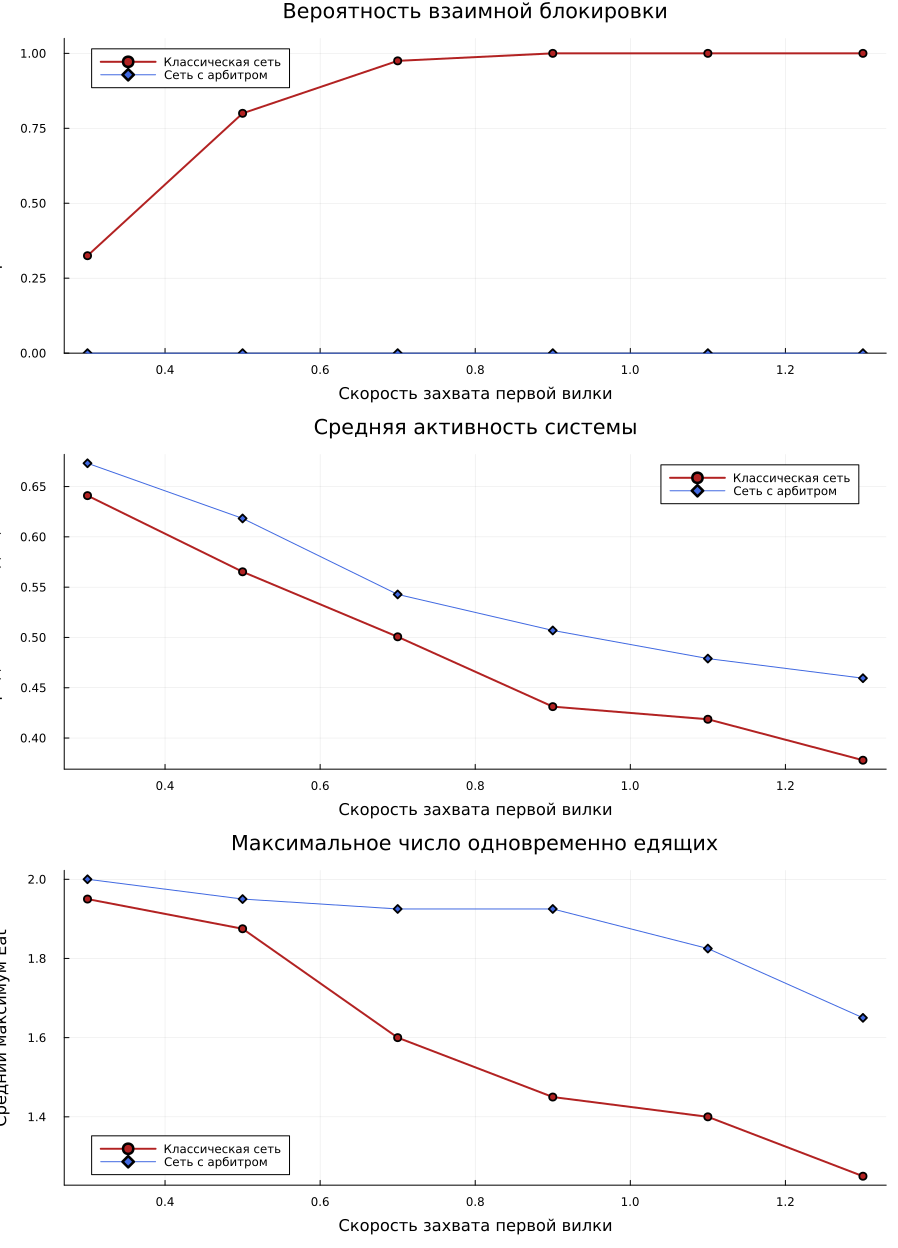 Вероятность взаимной блокировки
1.00
0.75
0.50
0.25
0.00
Классическая сеть
Сеть с арбитром
0.4 0.6 0.8 1.0 1.2
Скорость захвата первой вилки
Средняя активность системы
0.65
0.60
0.55
0.50
0.45
0.40
Классическая сеть
Сеть с арбитром
0.4 0.6 0.8 1.0 1.2
Скорость захвата первой вилки
Максимальное число одновременно едящих
Средний максимум Eat
2.0
1.8
1.6
1.4
Классическая сеть
Сеть с арбитром
0.4 0.6 0.8 1.0 1.2
Скорость захвата первой вилки